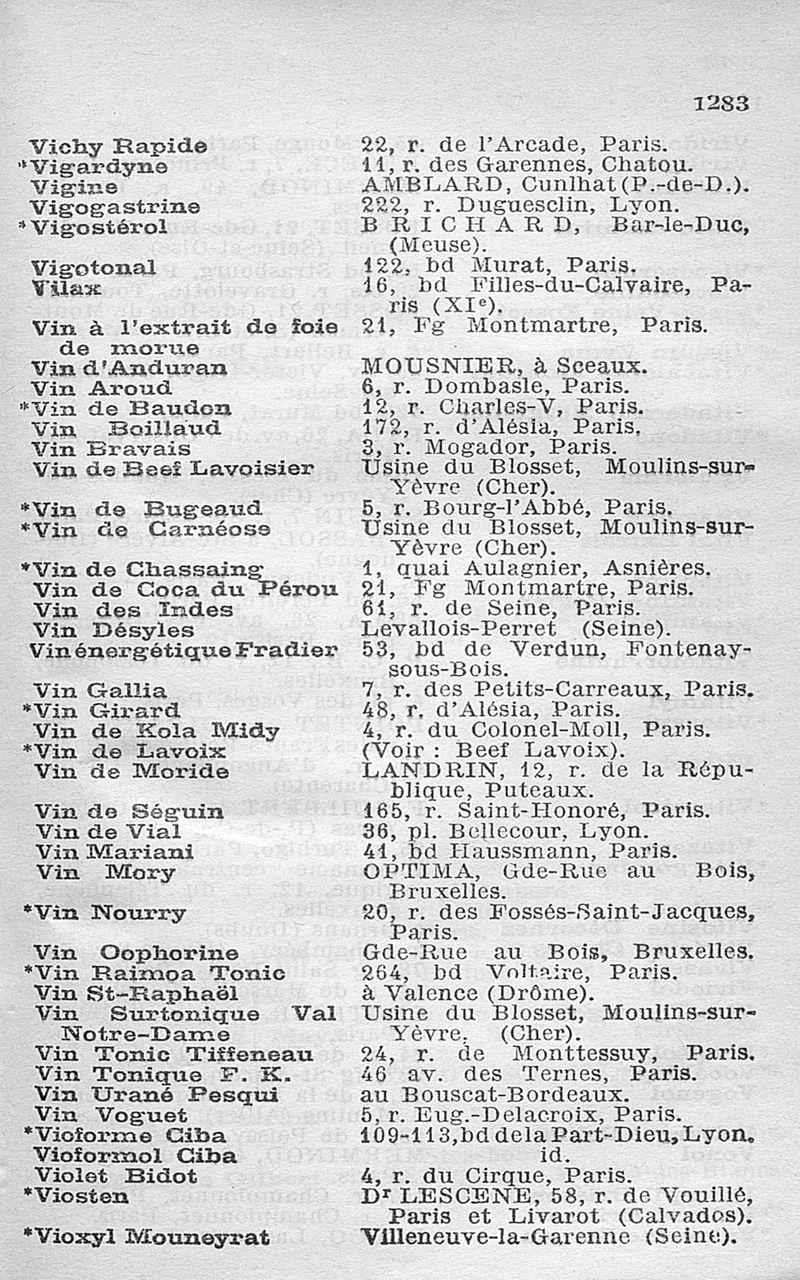 1283
Vichy Rapide 22, r. de l'Arcade, Paris.
*Vigardyne 11, r. des Garennes, Chatou.
Vigine AMBLARD, Cunlhat (P.-de-D.).
Vigogastrine 222, r. Duguesclin, Lyon.
*Vigostérol BRICHARD, Bar-le-Duc,
(Meuse).
Vigotonal 122, bd Murat, Paris.
Vilax 16, bd Filles-du-Calvaire, Pa-
ris (XIe).
Vin à l'extrait de foie 21, Fg Montmartre, Paris.
de morue
Vin d'Anduran MOUSNIER, à Sceaux.
Vin Aroud 6, r. Dombasle, Paris.
*Vin de Baudon 12, r. Charles-V, Paris.
Vin Boillaud 172, r. d'Alésia, Paris.
Vin Bravais 3, r. Mogador, Paris.
Vin de Beef Lavoisier Usine du Blosset, Moulins-sur-
Yèvre (Cher).
*Vin de Bugeaud 5, r. Bourg-l'Abbé, Paris.
*Vin de Carnéose Usine du Blosset, Moulins-sur-
Yèvre (Cher).
*Vin de Chassaing 1, quai Aulagnier, Asnières.
Vin de Coca du Pérou 21, Fg Montmartre, Paris.
Vin des Indes 61, r. de Seine, Paris.
Vin Désyles Levallois-Perret (Seine).
Vin énergétique Fradier 53, bd de Verdun, Fontenay-
sous-Bois.
Vin Gallia 7, r. des Petits-Carreaux, Paris.
*Vin Girard 48, r. d'Alésia, Paris.
Vin de Kola Midy 4, r. du Colonel-Moll, Paris.
*Vin de Lavoix (Voir : Beef Lavoix).
Vin de Moride LANDRIN, 12, r. de la Répu-
blique, Puteaux.
Vin de Séguin 165, r. Saint-Honoré, Paris.
Vin de Vial 36, pl. Bellecour, Lyon.
Vin Mariani 41, bd Haussmann, Paris.
Vin Mory OPTIMA, Gde-Rue au Bois,
Bruxelles.
*Vin Nourry 20, r. des Fossés-Saint-Jacques,
Paris.
Vin Oophorine Gde-Rue au Bois, Bruxelles.
*Vin Raimoa Tonic 264, bd Voltaire, Paris.
Vin St-Raphaël à Valence (Drôme).
Vin Surtonique Val Usine du Blosset, Moulins-sur-
Notre-Dame Yèvre, (Cher).
Vin Tonic Tiffeneau 24, r. de Monttessuy, Paris.
Vin Tonique F. K. 46 av. des Ternes, Paris.
Vin Urané Pesqui au Bouscat-Bordeaux.
Vin Voguet 5, r. Eug.-Delacroix, Paris.
*Vioforme Ciba 109-113, bd de la Part-Dieu, Lyon.
Vioformol Ciba id.
Violet Bidot 4, r. du Cirque, Paris.
*Viosten Dr LESCENE, 58, r. de Vouillé,
Paris et Livarot (Calvados).
*Vioxyl Mouneyrat Villeneuve-la-Garenne (Seine).